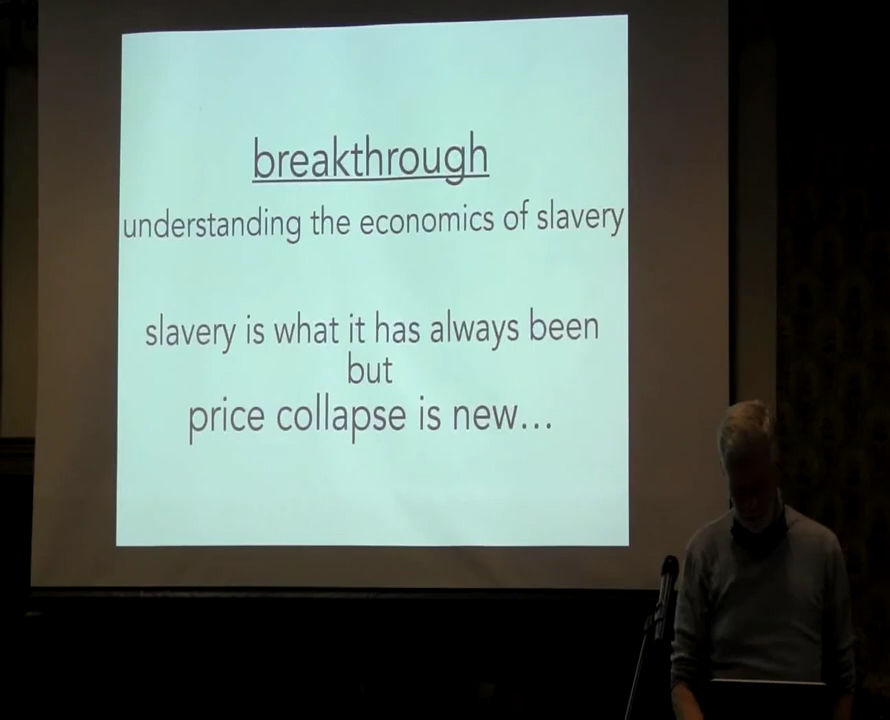 breakthrough
understanding the economics of slavery
slavery is what it has always been
but
price collapse is new...